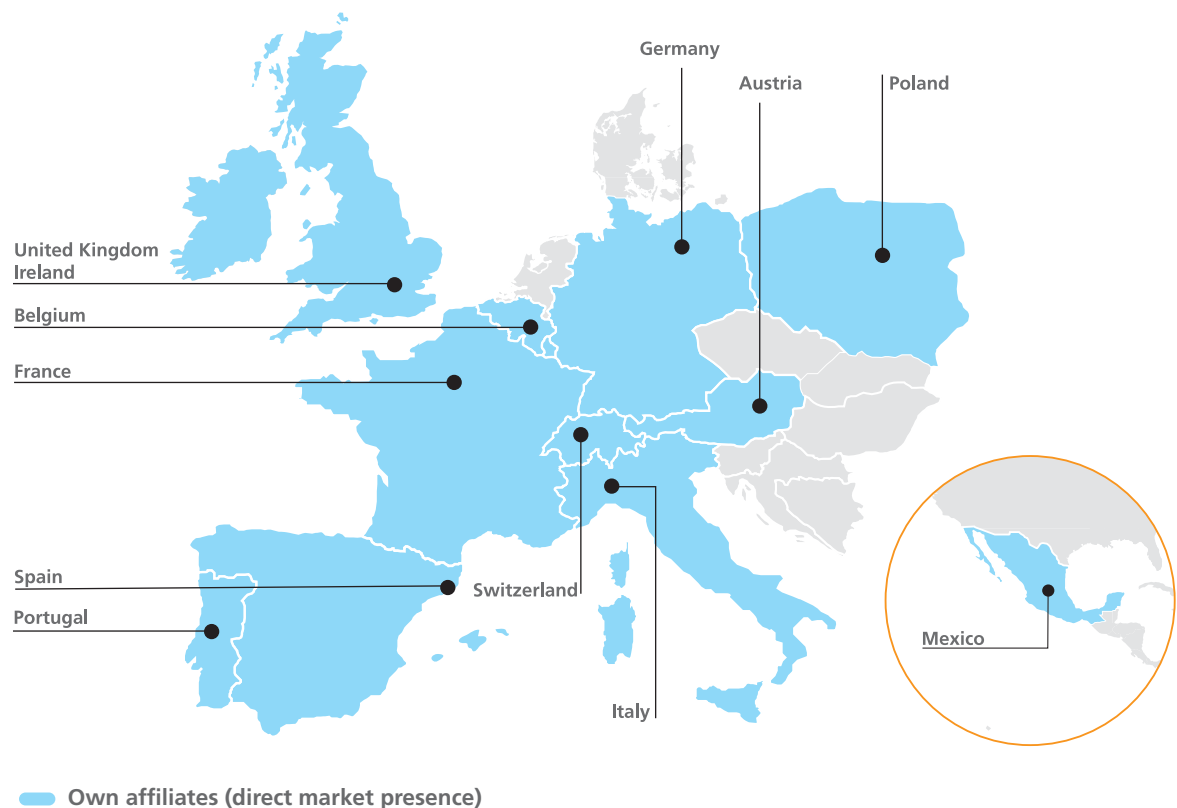 Germany
Austria
Poland
United Kingdom
Ireland
Belgium
France
Spain
Switzerland
Portugal
Mexico
Italy
Own affiliates (direct market presence)